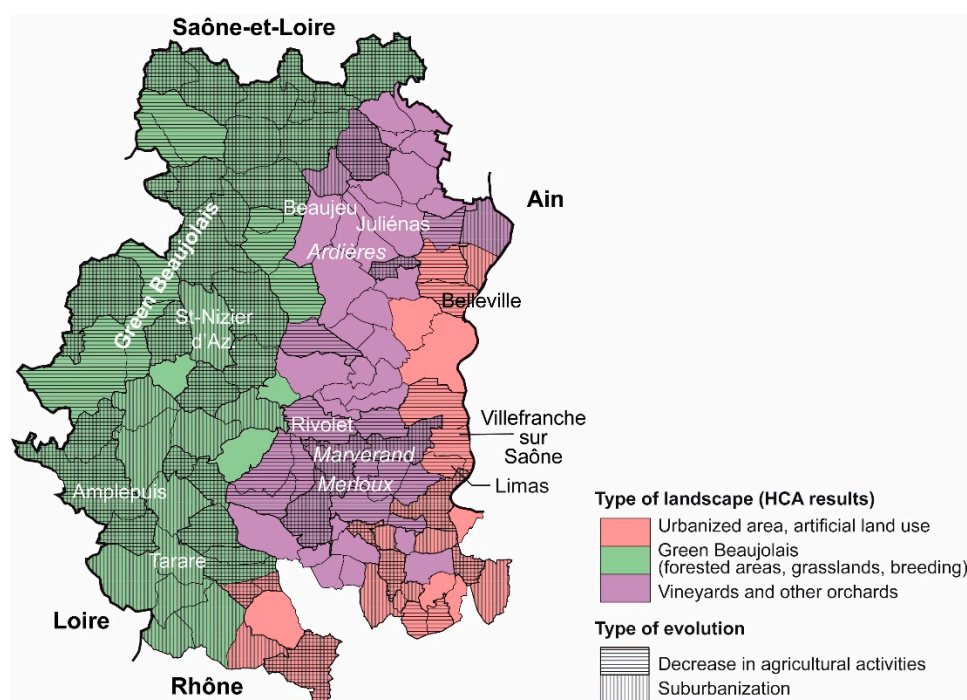 Saône-et-Loire
Ain
Beaujeu
Juliénas
Ardières
Green Beaujolais
Belleville
St-Nizier
d'Az.
Villefranche
sur
Saône
Rivolet
Marverand
Merloux
Limas
Amplepuis
Tarare
Loire
Rhône
Type of landscape (HCA results)
Urbanized area, artificial land use
Green Beaujolais
(forested areas, grasslands, breeding)
Vineyards and other orchards
Type of evolution
Decrease in agricultural activities
Suburbanization